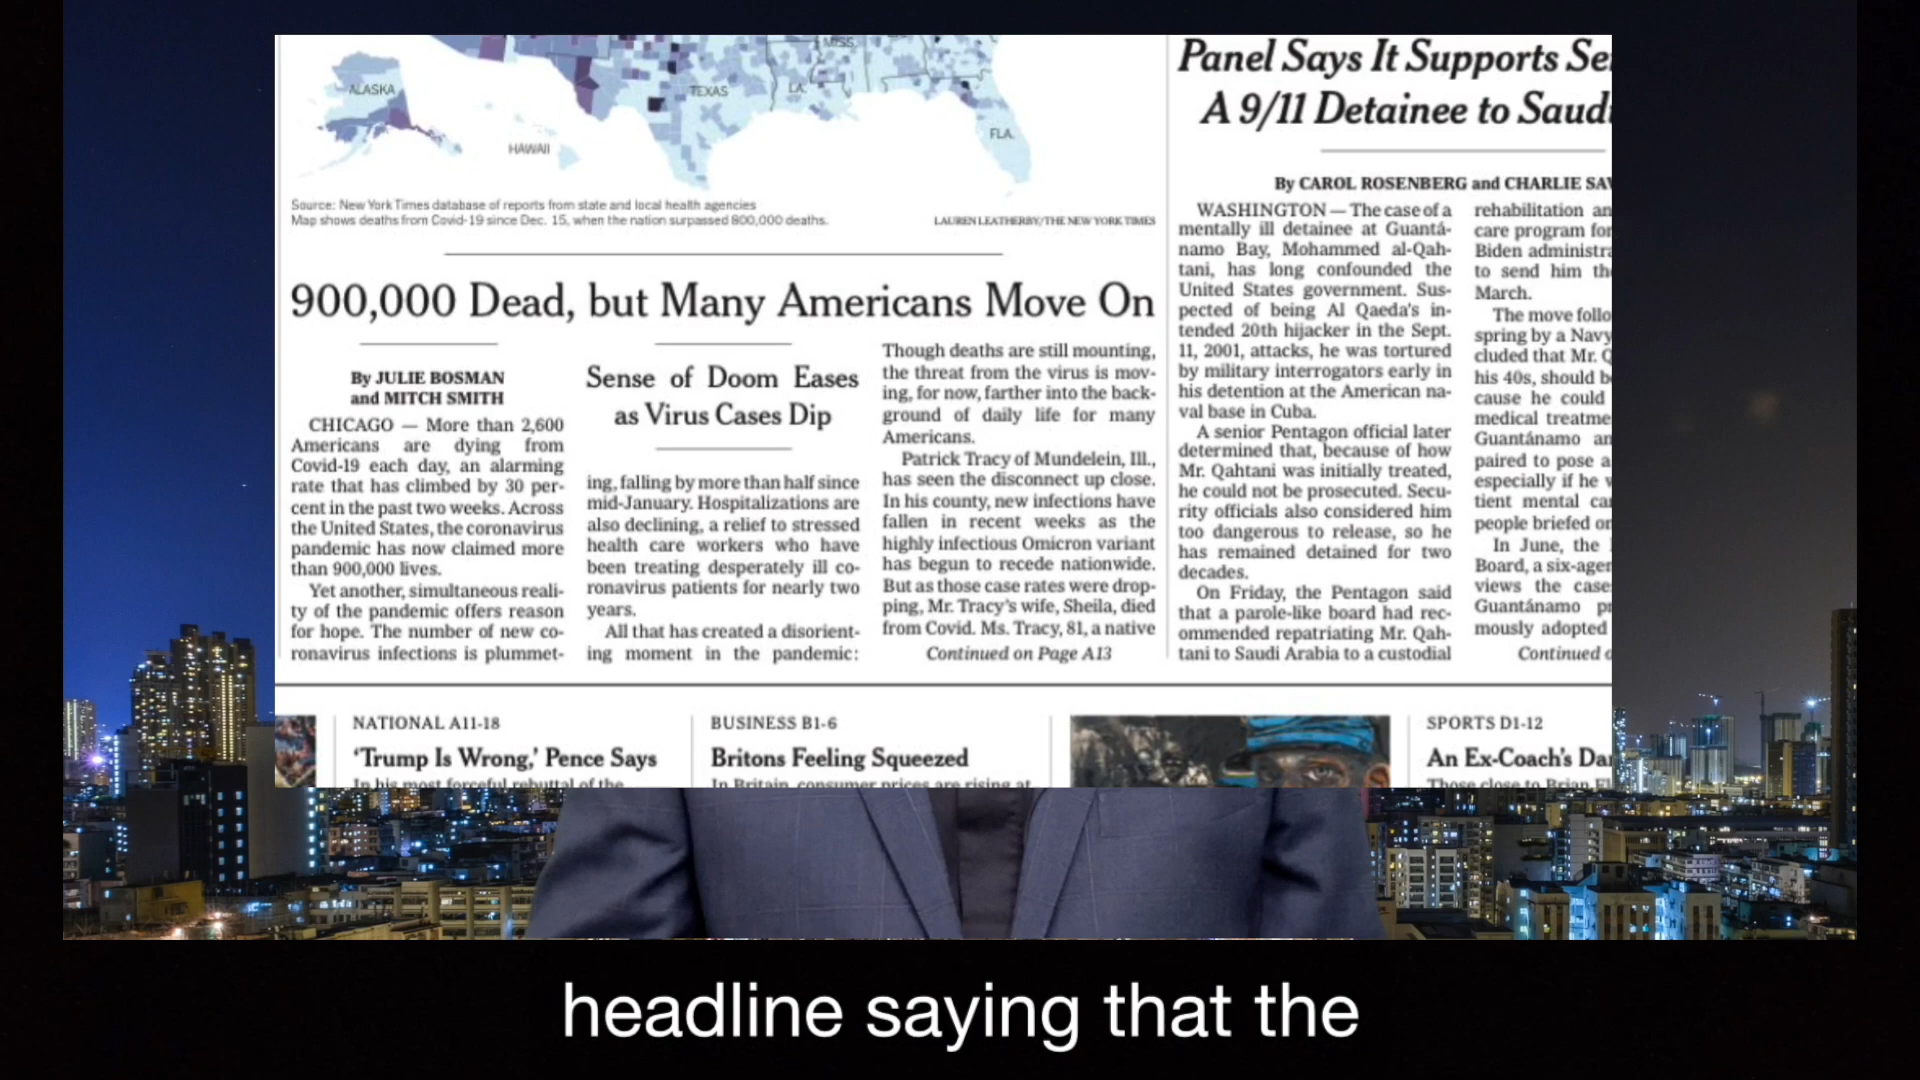 MISS.
ALASKA
TEXAS
LA.
HAWAII
FLA.
Source: New York Times database of reports from state and local health agencies
Map shows deaths from Covid-19 since Dec. 15, when the nation surpassed 800,000 deaths.
LAUREN LEATHERBY/THE NEW YORK TIMES
900,000 Dead, but Many Americans Move On
By JULIE BOSMAN
and MITCH SMITH
CHICAGO — More than 2,600
Americans are dying from
Covid-19 each day, an alarming
rate that has climbed by 30 per-
cent in the past two weeks. Across
the United States, the coronavirus
pandemic has now claimed more
than 900,000 lives.
Yet another, simultaneous reali-
ty of the pandemic offers reason
for hope. The number of new co-
ronavirus infections is plummet-
Sense of Doom Eases
as Virus Cases Dip
ing, falling by more than half since
mid-January. Hospitalizations are
also declining, a relief to stressed
health care workers who have
been treating desperately ill co-
ronavirus patients for nearly two
years.
All that has created a disorient-
ing moment in the pandemic:
Though deaths are still mounting,
the threat from the virus is mov-
ing, for now, farther into the back-
ground of daily life for many
Americans.
Patrick Tracy of Mundelein, Ill.,
has seen the disconnect up close.
In his county, new infections have
fallen in recent weeks as the
highly infectious Omicron variant
has begun to recede nationwide.
But as those case rates were drop-
ping, Mr. Tracy's wife, Sheila, died
from Covid. Ms. Tracy, 81, a native
Continued on Page A13
Panel Says It Supports Se
A 9/11 Detainee to Saud
By CAROL ROSENBERG and CHARLIE SA
WASHINGTON — The case of a
mentally ill detainee at Guantá-
namo Bay, Mohammed al-Qah-
tani, has long confounded the
United States government. Sus-
pected of being Al Qaeda's in-
tended 20th hijacker in the Sept.
11, 2001, attacks, he was tortured
by military interrogators early in
his detention at the American na-
val base in Cuba.
A senior Pentagon official later
determined that, because of how
Mr. Qahtani was initially treated,
he could not be prosecuted. Secu-
rity officials also considered him
too dangerous to release, so he
has remained detained for two
decades.
On Friday, the Pentagon said
that a parole-like board had rec-
ommended repatriating Mr. Qah-
tani to Saudi Arabia to a custodial
rehabilitation an
care program for
Biden administra
to send him th
March.
The move follo
spring by a Navy
cluded that Mr. Q
his 40s, should b
cause he could
medical treatme
Guantánamo an
paired to pose a
especially if he
tient mental ca
people briefed or
In June, the
Board, a six-ager
views the case
Guantánamo pr
mously adopted
Continued
NATIONAL A11-18
'Trump Is Wrong,' Pence Says
In his most forceful rebuttal of the
BUSINESS B1-6
Britons Feeling Squeezed
In Britain, consumer prices are rising at
SPORTS D1-12
An Ex-Coach's Da
Those close to Brian Fl
headline saying that the